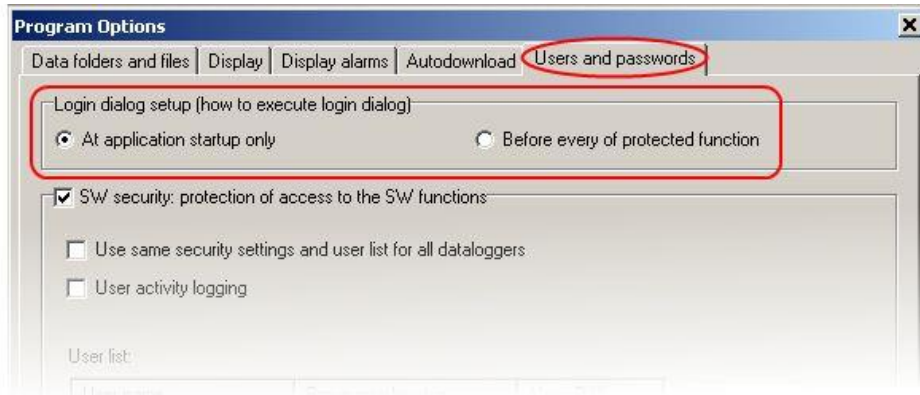 Program Options
Data folders and files Display Display alarms Autodownload Users and passwords
Login dialog setup (how to execute login dialog)
At application startup only Before every of protected function
SW security: protection of access to the SW functions
Use same security settings and user list for all dataloggers
User activity logging
User list: